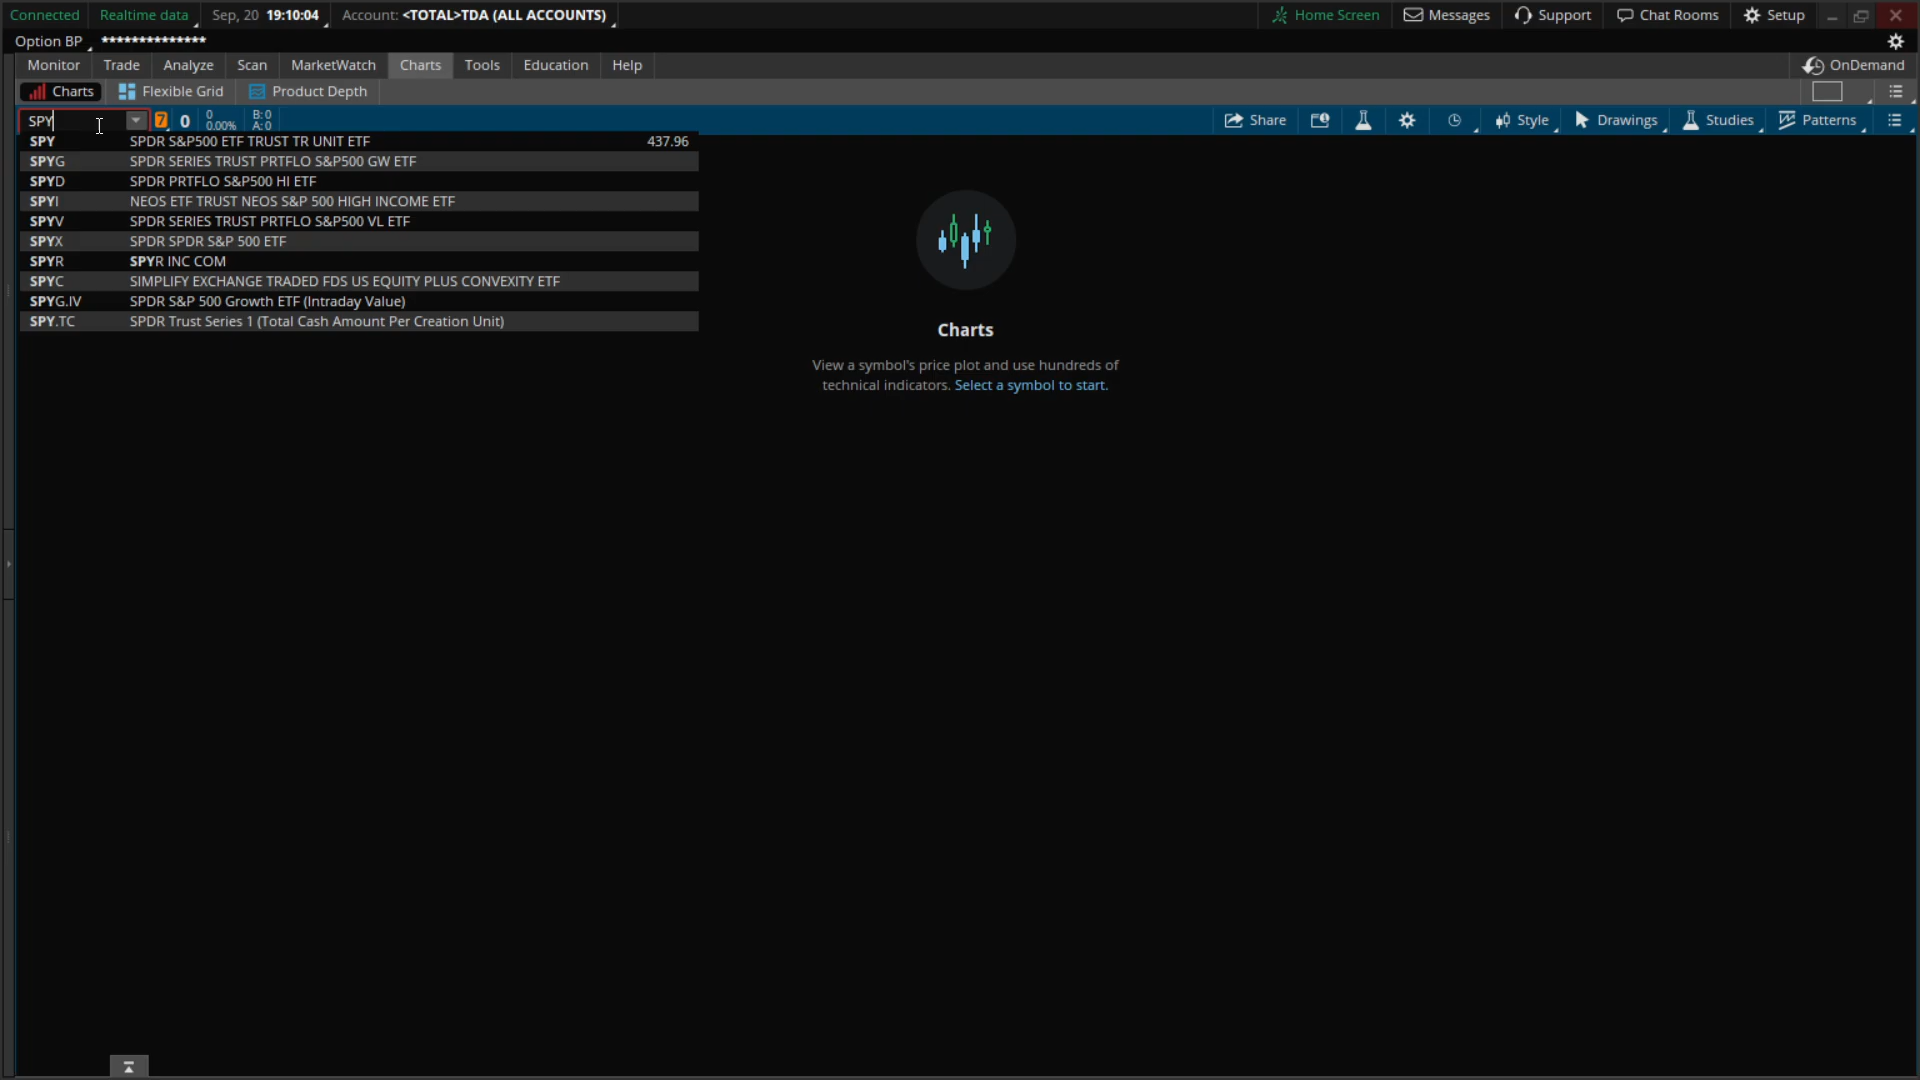 Connected Realtime data Sep, 20 19:10:04 Account: <TOTAL>TDA (ALL ACCOUNTS) Home Screen Messages Support Chat Rooms Setup
Option BP **************
Monitor Trade Analyze Scan MarketWatch Charts Tools Education Help OnDemand
Charts Flexible Grid Product Depth
SPY 7 0 0 B: 0 Share Style Drawings Studies Patterns
0.00% A: 0
SPY SPDR S&P500 ETF TRUST TR UNIT ETF 437.96
SPYG SPDR SERIES TRUST PRTFLO S&P500 GW ETF
SPYD SPDR PRTFLO S&P500 HI ETF
SPYI NEOS ETF TRUST NEOS S&P 500 HIGH INCOME ETF
SPYV SPDR SERIES TRUST PRTFLO S&P500 VL ETF
SPYX SPDR SPDR S&P 500 ETF
SPYR SPYR INC COM
SPYC SIMPLIFY EXCHANGE TRADED FDS US EQUITY PLUS CONVEXITY ETF
SPYG.IV SPDR S&P 500 Growth ETF (Intraday Value)
SPY.TC SPDR Trust Series 1 (Total Cash Amount Per Creation Unit)
Charts
View a symbol's price plot and use hundreds of
technical indicators. Select a symbol to start.